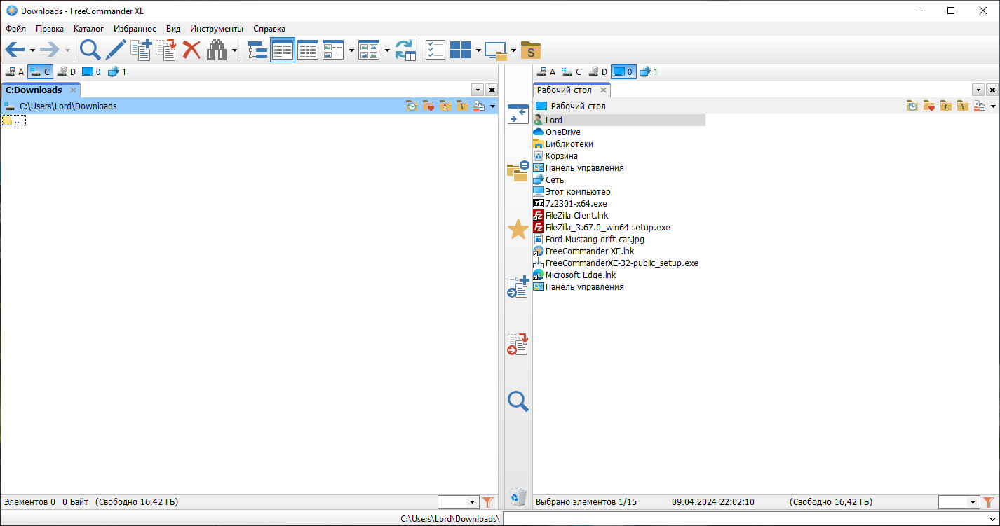 Downloads - FreeCommander XE
Файл Правка Каталог Избранное Вид Инструменты Справка
S
A C D 0 1
A C D 0 1
C:Downloads
Рабочий стол
C:\Users\Lord\Downloads
\
Рабочий стол
\
..
Lord
OneDrive
Библиотеки
Корзина
Панель управления
Сеть
Этот компьютер
7z 7z2301-x64.exe
Fz FileZilla Client.lnk
Fz FileZilla_3.67.0_win64-setup.exe
Ford-Mustang-drift-car.jpg
FreeCommander XE.lnk
FreeCommanderXE-32-public_setup.exe
Microsoft Edge.lnk
Панель управления
Элементов 0 0 Байт (Свободно 16,42 ГБ)
Выбрано элементов 1/15 09.04.2024 22:02:10 (Свободно 16,42 ГБ)
C:\Users\Lord\Downloads\